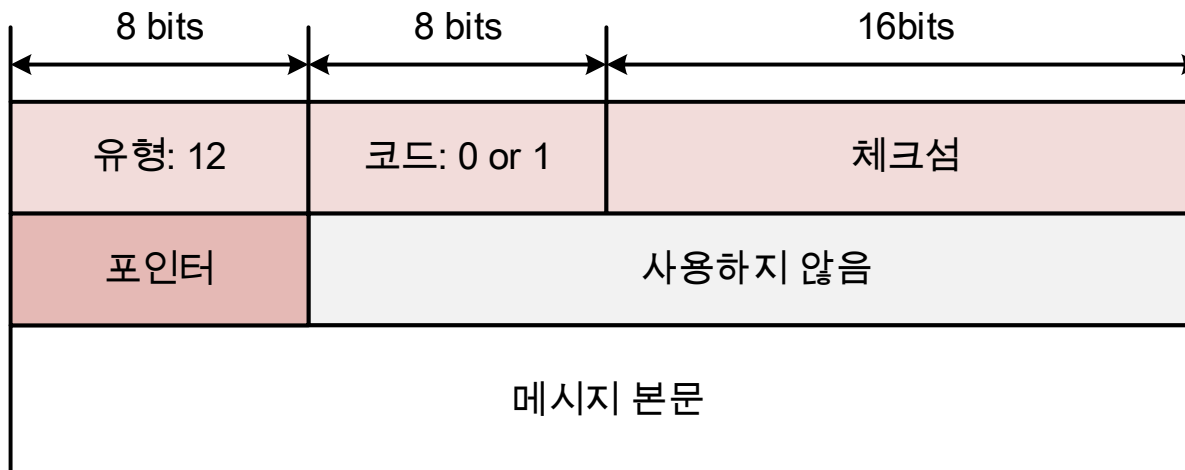 8 bits 8 bits 16bits
유형: 12 코드: 0 or 1 체크섬
포인터 사용하지 않음
메시지 본문